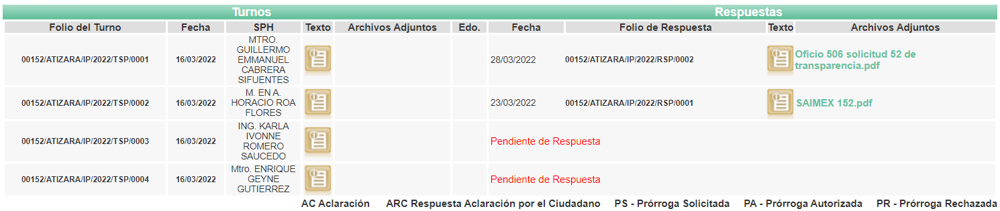 Turnos Respuestas
Folio del Turno Fecha SPH Texto Archivos Adjuntos Edo. Fecha Folio de Respuesta Texto Archivos Adjuntos
00152/ATIZARA/IP/2022/TSP/0001 16/03/2022
MTRO.
GUILLERMO
EMMANUEL
CABRERA
SIFUENTES
28/03/2022 00152/ATIZARA/IP/2022/RSP/0002
Oficio 506 solicitud 52 de
transparencia.pdf
00152/ATIZARA/IP/2022/TSP/0002 16/03/2022
M. EN A.
HORACIO ROA
FLORES
23/03/2022 00152/ATIZARA/IP/2022/RSP/0001 SAIMEX 152.pdf
00152/ATIZARA/IP/2022/TSP/0003 16/03/2022
ING. KARLA
IVONNE
ROMERO
SAUCEDO
Pendiente de Respuesta
00152/ATIZARA/IP/2022/TSP/0004 16/03/2022
Mtro. ENRIQUE
GEYNE
GUTIERREZ
Pendiente de Respuesta
AC Aclaración ARC Respuesta Aclaración por el Ciudadano PS - Prórroga Solicitada PA - Prórroga Autorizada PR - Prórroga Rechazada